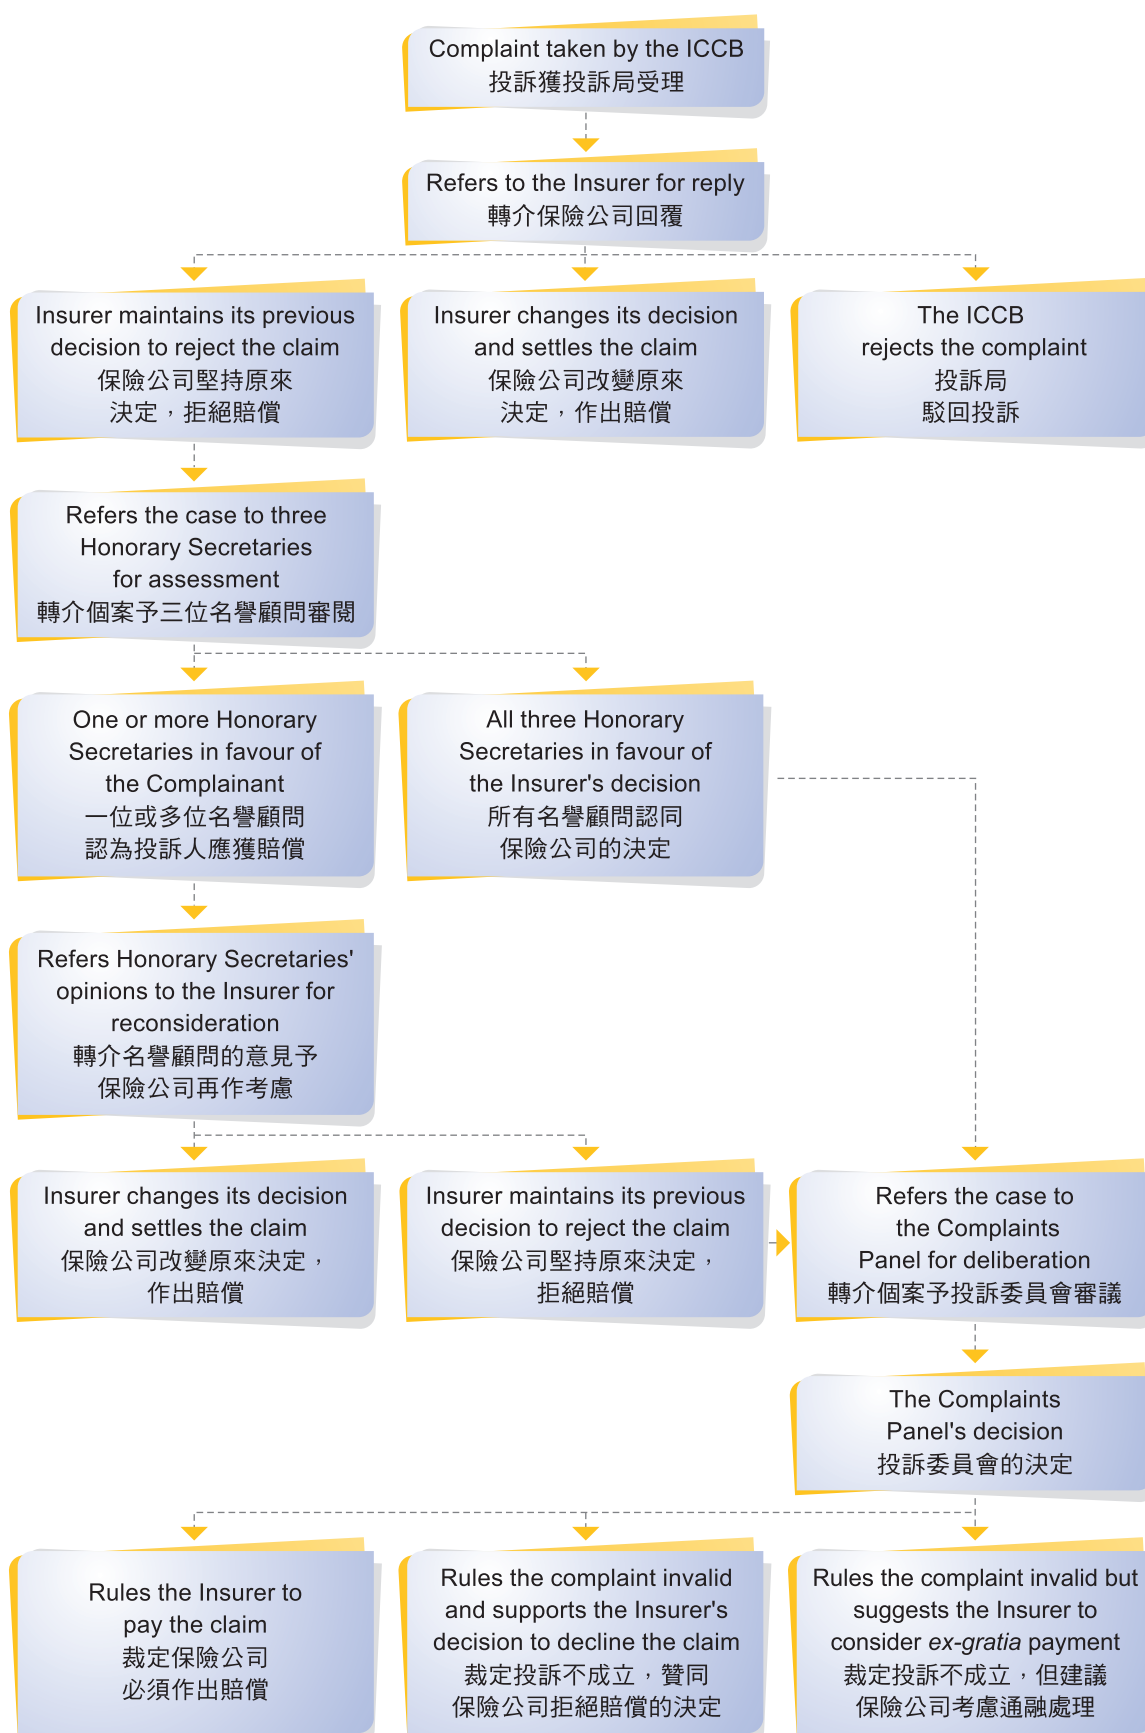 Complaint taken by the ICCB
投訴獲投訴局受理
Refers to the Insurer for reply
轉介保險公司回覆
Insurer maintains its previous
decision to reject the claim
保險公司堅持原來
決定，拒絕賠償
Insurer changes its decision
and settles the claim
保險公司改變原來
決定，作出賠償
The ICCB
rejects the complaint
投訴局
駁回投訴
Refers the case to three
Honorary Secretaries
for assessment
轉介個案予三位名譽顧問審閱
One or more Honorary
Secretaries in favour of
the Complainant
一位或多位名譽顧問
認為投訴人應獲賠償
All three Honorary
Secretaries in favour of
the Insurer's decision
所有名譽顧問認同
保險公司的決定
Refers Honorary Secretaries'
opinions to the Insurer for
reconsideration
轉介名譽顧問的意見予
保險公司再作考慮
Insurer changes its decision
and settles the claim
保險公司改變原來決定，
作出賠償
Insurer maintains its previous
decision to reject the claim
保險公司堅持原來決定，
拒絕賠償
Refers the case to
the Complaints
Panel for deliberation
轉介個案予投訴委員會審議
The Complaints
Panel's decision
投訴委員會的決定
Rules the Insurer to
pay the claim
裁定保險公司
必須作出賠償
Rules the complaint invalid
and supports the Insurer's
decision to decline the claim
裁定投訴不成立，贊同
保險公司拒絕賠償的決定
Rules the complaint invalid but
suggests the Insurer to
consider ex-gratia payment
裁定投訴不成立，但建議
保險公司考慮通融處理